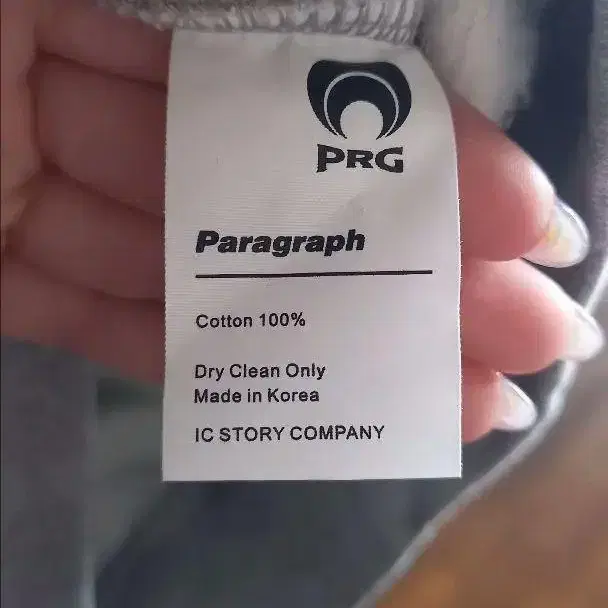 PRG
Paragraph
Cotton 100%
Dry Clean Only
Made in Korea
IC STORY COMPANY